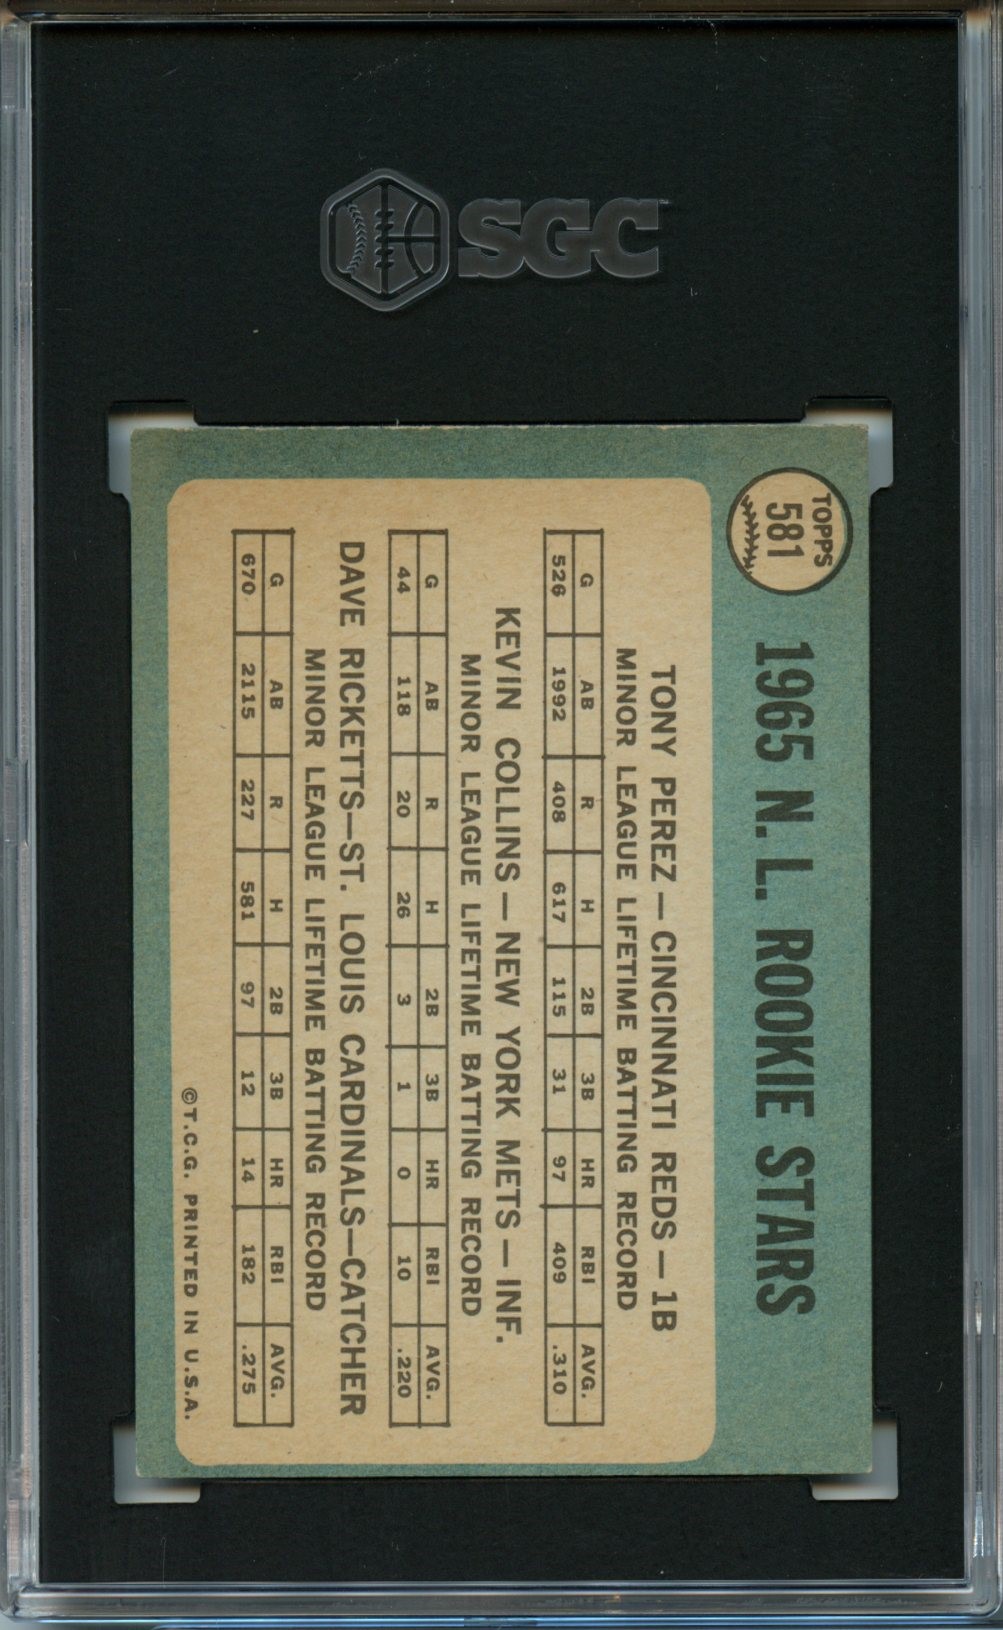 SGC
TOPPS
581
1965 N. L. ROOKIE STARS
TONY PEREZ—CINCINNATI REDS—1B
MINOR LEAGUE LIFETIME BATTING RECORD
G AB R H 2B 3B HR RBI AVG.
526 1992 408 617 115 31 97 409 .310
KEVIN COLLINS—NEW YORK METS—INF.
MINOR LEAGUE LIFETIME BATTING RECORD
G AB R H 2B 3B HR RBI AVG.
44 118 20 26 3 1 0 10 .220
DAVE RICKETTS—ST. LOUIS CARDINALS—CATCHER
MINOR LEAGUE LIFETIME BATTING RECORD
G AB R H 2B 3B HR RBI AVG.
670 2115 227 581 97 12 14 182 .275
©T.C.G. PRINTED IN U.S.A.